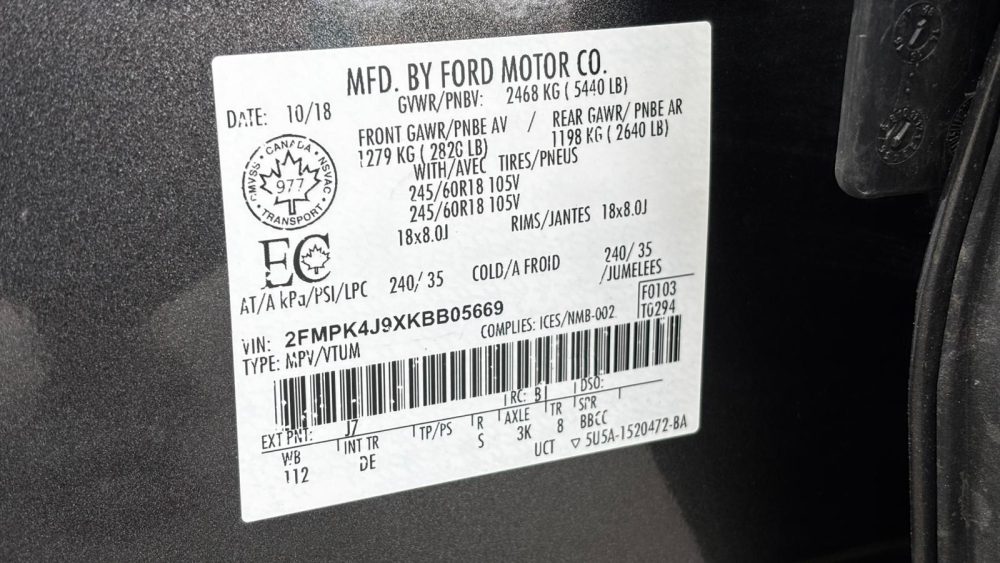 MFD. BY FORD MOTOR CO.
DATE: 10/18
GVWR/PNBV: 2468 KG ( 5440 LB)
FRONT GAWR/PNBE AV / REAR GAWR/ PNBE AR
1279 KG ( 2820 LB) 1198 KG ( 2640 LB)
WITH/AVEC TIRES/PNEUS
245/60R18 105V
245/60R18 105V
18x8.0J RIMS/JANTES 18x8.0J
CMVSS • CANADA • NSVAC • TRANSPORT •
977
EC
AT/A kPa/PSI/LPC 240/ 35 COLD/A FROID 240/ 35
/JUMELEES
VIN: 2FMPK4J9XKBB05669
F0103
TG294
TYPE: MPV/VTUM COMPLIES: ICES/NMB-002
EXT PNT: J7 RC: B DSO:
WB INT TR TP/PS R AXLE TR SPR
112 DE S 3K 8 BBCC
UCT ▽ 5U5A-1520472-BA